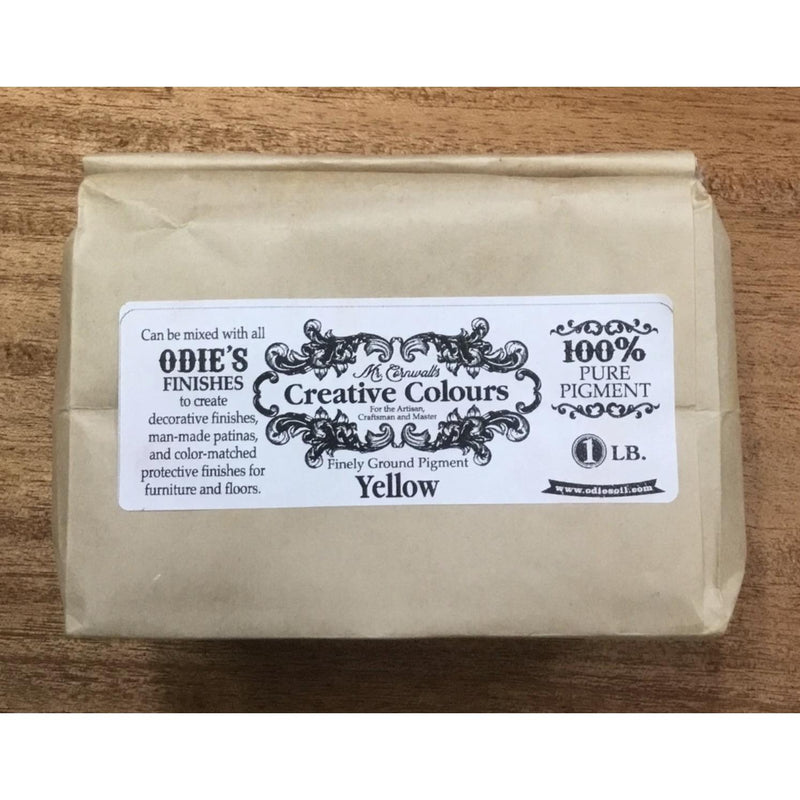 Can be mixed with all
ODIE'S
FINISHES
to create
decorative finishes,
man-made patinas,
and color-matched
protective finishes for
furniture and floors.
Mr. Cornwall's
Creative Colours
For the Artisan,
Craftsman and Master
Finely Ground Pigment
Yellow
100%
PURE
PIGMENT
1 LB.
www.odiesoil.com